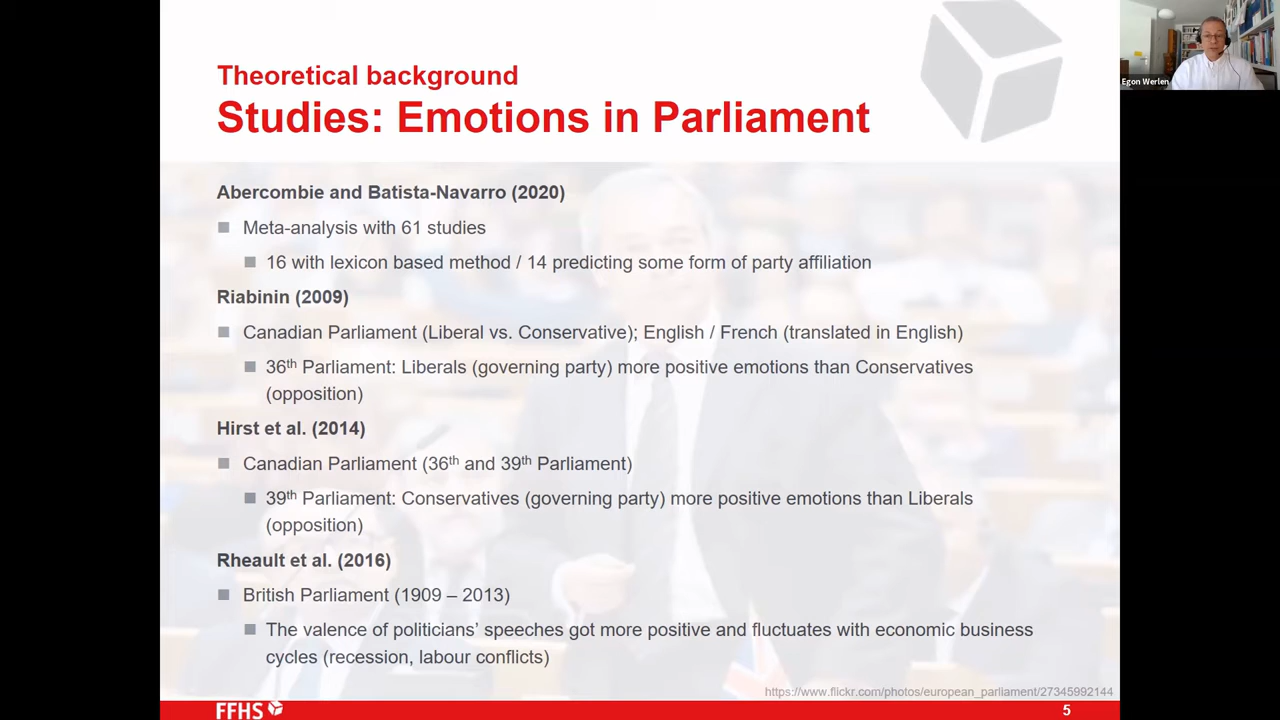 Theoretical background
Studies: Emotions in Parliament
Egon Werlen
Abercombie and Batista-Navarro (2020)
Meta-analysis with 61 studies
16 with lexicon based method / 14 predicting some form of party affiliation
Riabinin (2009)
Canadian Parliament (Liberal vs. Conservative); English / French (translated in English)
36th Parliament: Liberals (governing party) more positive emotions than Conservatives
(opposition)
Hirst et al. (2014)
Canadian Parliament (36th and 39th Parliament)
39th Parliament: Conservatives (governing party) more positive emotions than Liberals
(opposition)
Rheault et al. (2016)
British Parliament (1909 – 2013)
The valence of politicians’ speeches got more positive and fluctuates with economic business
cycles (recession, labour conflicts)
https://www.flickr.com/photos/european_parliament/27345992144
FFHS
5